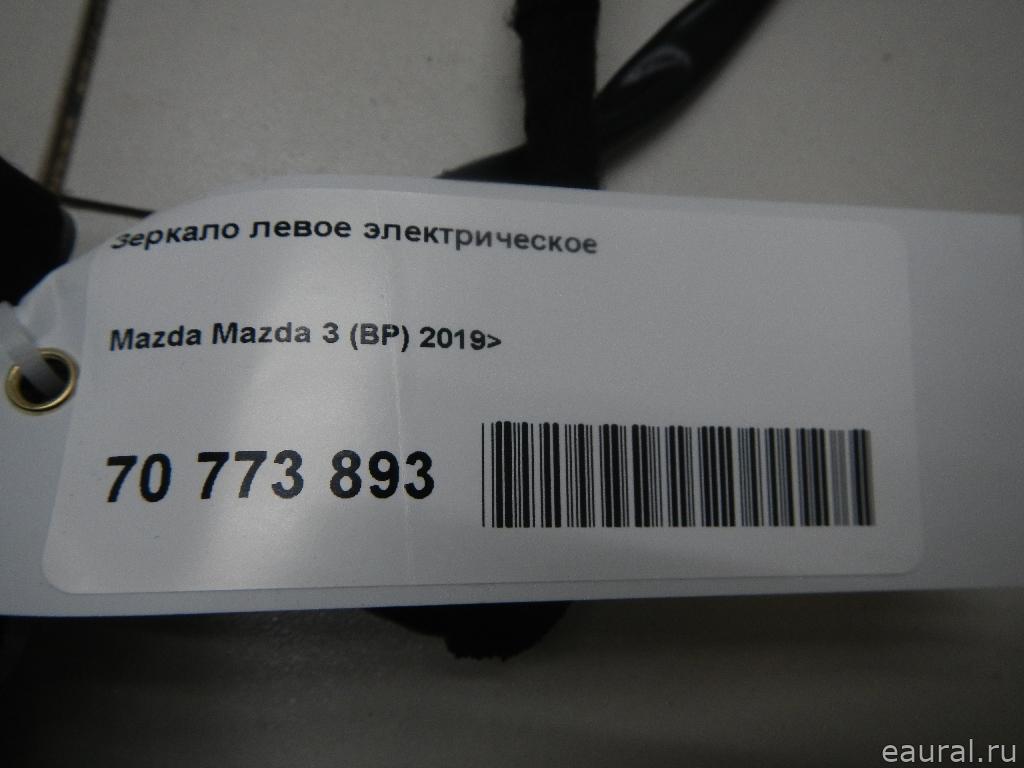 Зеркало левое электрическое
Mazda Mazda 3 (BP) 2019>
70 773 893
eaural.ru